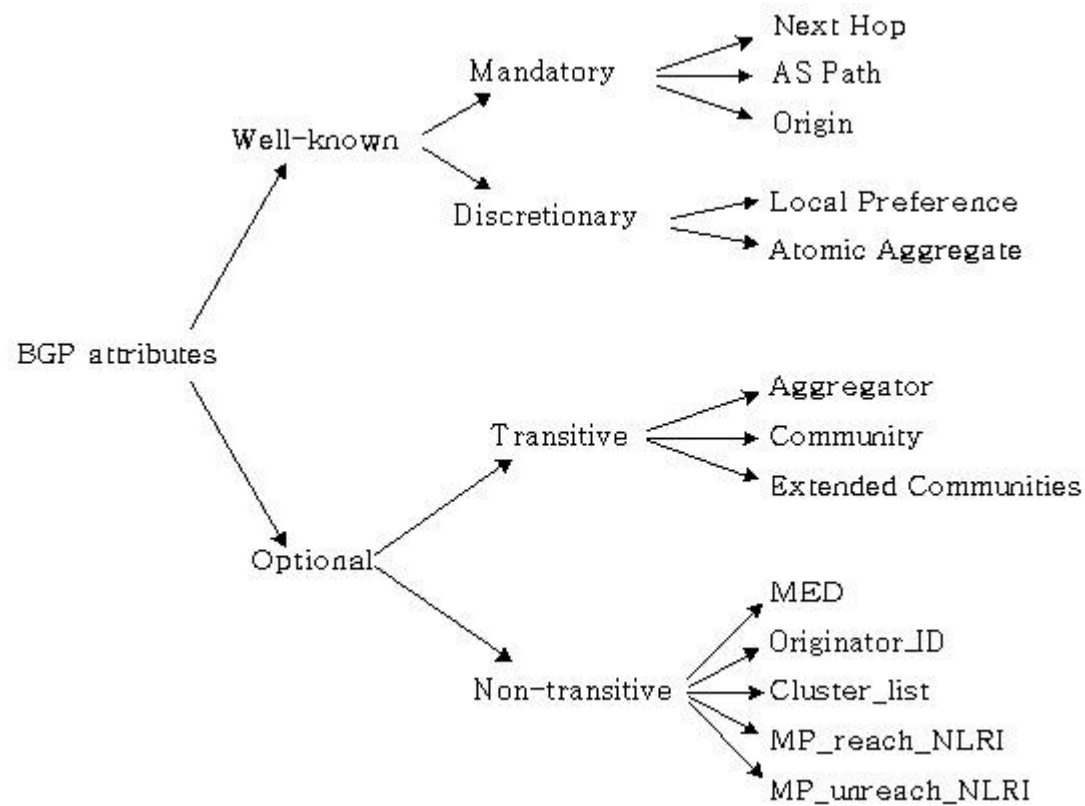 Next Hop
Mandatory
AS Path
Origin
Well-known
Discretionary
Local Preference
Atomic Aggregate
BGP attributes
Aggregator
Transitive
Community
Extended Communities
Optional
MED
Originator_ID
Non-transitive
Cluster_list
MP_reach_NLRI
MP_unreach_NLRI